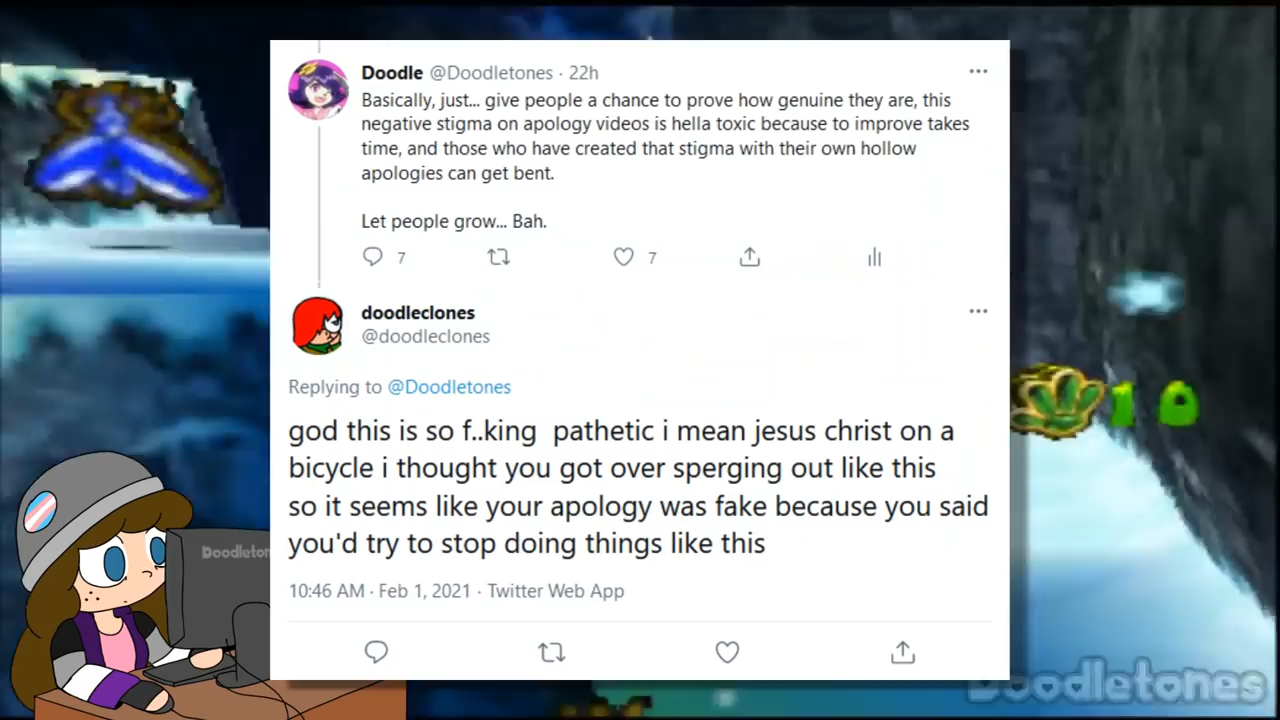 Doodle @Doodletones · 22h
Basically, just... give people a chance to prove how genuine they are, this
negative stigma on apology videos is hella toxic because to improve takes
time, and those who have created that stigma with their own hollow
apologies can get bent.
Let people grow... Bah.
7
7
doodleclones
@doodleclones
Replying to @Doodletones
god this is so f..king  pathetic i mean jesus christ on a
bicycle i thought you got over sperging out like this
so it seems like your apology was fake because you said
you'd try to stop doing things like this
10:46 AM · Feb 1, 2021 · Twitter Web App
10
Doodleton
Doodletones